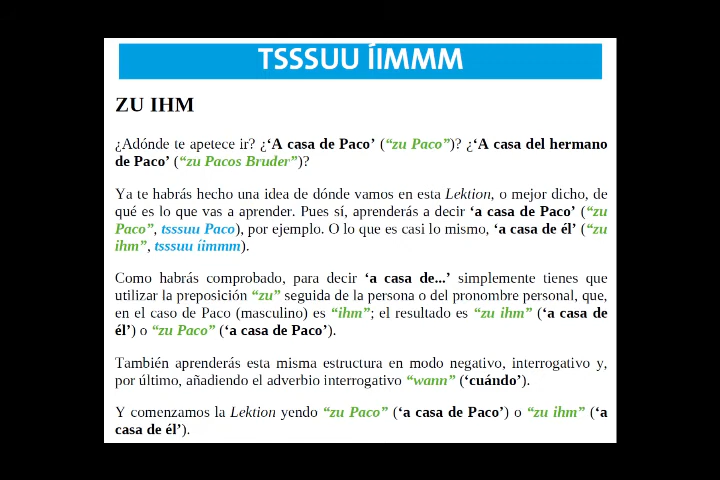 TSSSUU ÍIMMM
ZU IHM
¿Adónde te apetece ir? ¿‘A casa de Paco’ (“zu Paco”)? ¿‘A casa del hermano
de Paco’ (“zu Pacos Bruder”)?
Ya te habrás hecho una idea de dónde vamos en esta Lektion, o mejor dicho, de
qué es lo que vas a aprender. Pues sí, aprenderás a decir ‘a casa de Paco’ (“zu
Paco”, tsssuu Paco), por ejemplo. O lo que es casi lo mismo, ‘a casa de él’ (“zu
ihm”, tsssuu íimmm).
Como habrás comprobado, para decir ‘a casa de...’ simplemente tienes que
utilizar la preposición “zu” seguida de la persona o del pronombre personal, que,
en el caso de Paco (masculino) es “ihm”; el resultado es “zu ihm” (‘a casa de
él’) o “zu Paco” (‘a casa de Paco’).
También aprenderás esta misma estructura en modo negativo, interrogativo y,
por último, añadiendo el adverbio interrogativo “wann” (‘cuándo’).
Y comenzamos la Lektion yendo “zu Paco” (‘a casa de Paco’) o “zu ihm” (‘a
casa de él’).